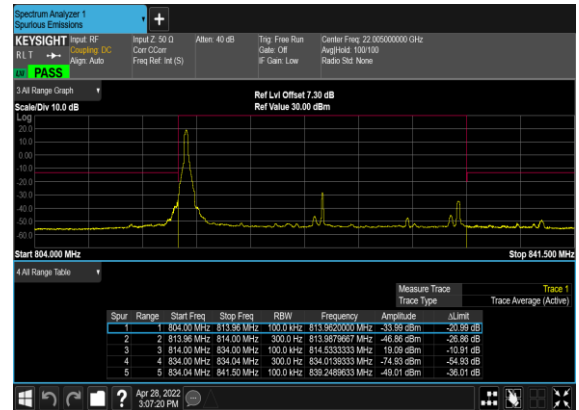 Spectrum Analyzer 1
Spurious Emissions
KEYSIGHT Input: RF Input Z: 50 Ω Atten: 40 dB Trig: Free Run Center Freq: 22.005000000 GHz
RLT Coupling: DC Corr CCorr Gate: Off Avg|Hold: 100/100
Align: Auto Freq Ref: Int (S) IF Gain: Low Radio Std: None
PASS
3 All Range Graph
Ref Lvl Offset 7.30 dB
Scale/Div 10.0 dB Ref Value 30.00 dBm
Log
20.0
10.0
0.00
-10.0
-20.0
-30.0
-40.0
-50.0
-60.0
Start 804.000 MHz Stop 841.500 MHz
4 All Range Table
Measure Trace Trace 1
Trace Type Trace Average (Active)
Spur Range Start Freq Stop Freq RBW Frequency Amplitude ΔLimit
1 1 804.00 MHz 813.96 MHz 100.0 kHz 813.9620000 MHz -33.99 dBm -20.99 dB
2 2 813.96 MHz 814.00 MHz 300.0 Hz 813.9879667 MHz -46.86 dBm -26.86 dB
3 3 814.00 MHz 834.00 MHz 100.0 kHz 814.5333333 MHz 19.09 dBm -10.91 dB
4 4 834.00 MHz 834.04 MHz 300.0 Hz 834.0139333 MHz -74.93 dBm -54.93 dB
5 5 834.04 MHz 841.50 MHz 100.0 kHz 839.2489633 MHz -49.01 dBm -36.01 dB
Apr 28, 2022
3:07:20 PM